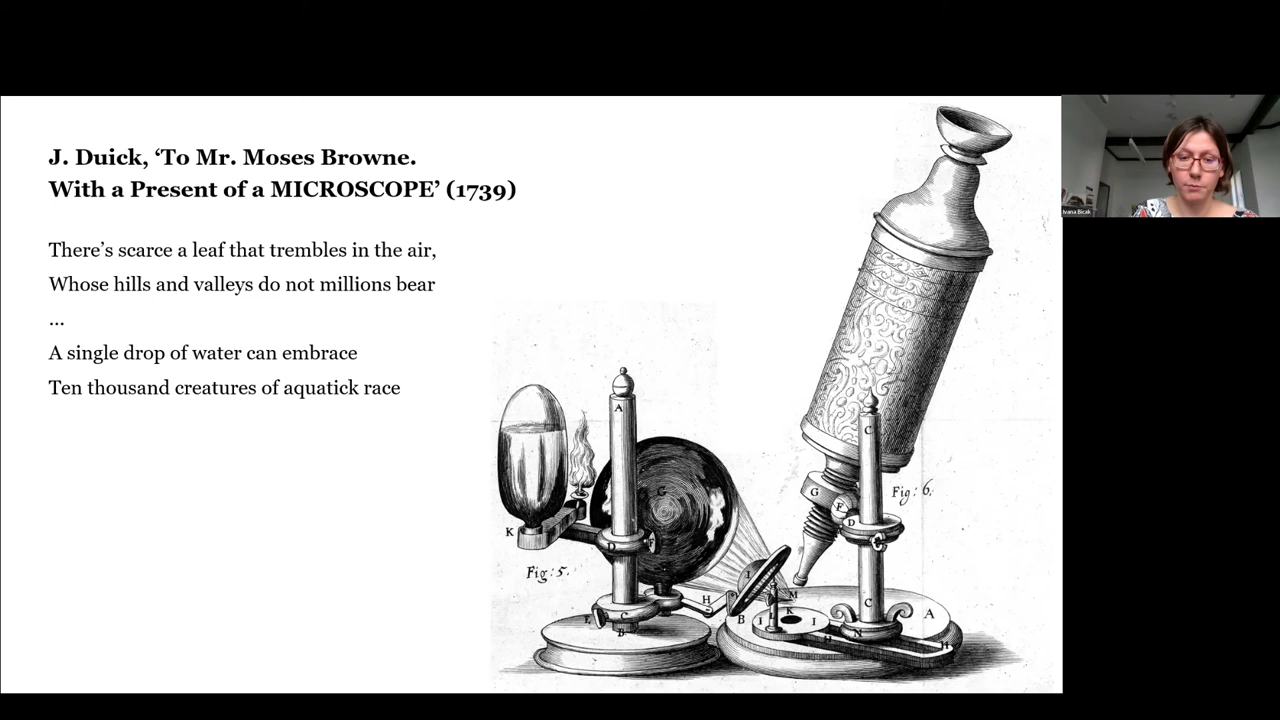 J. Duick, ‘To Mr. Moses Browne.
With a Present of a MICROSCOPE’ (1739)
There’s scarce a leaf that trembles in the air,
Whose hills and valleys do not millions bear
...
A single drop of water can embrace
Ten thousand creatures of aquatick race
Ivana Bicak
A
C
G
G
Fig: 6.
F
D
K
D
Fig: 5.
I
H
M
C
K
A
C
B
I
I
E
B
N
H
H